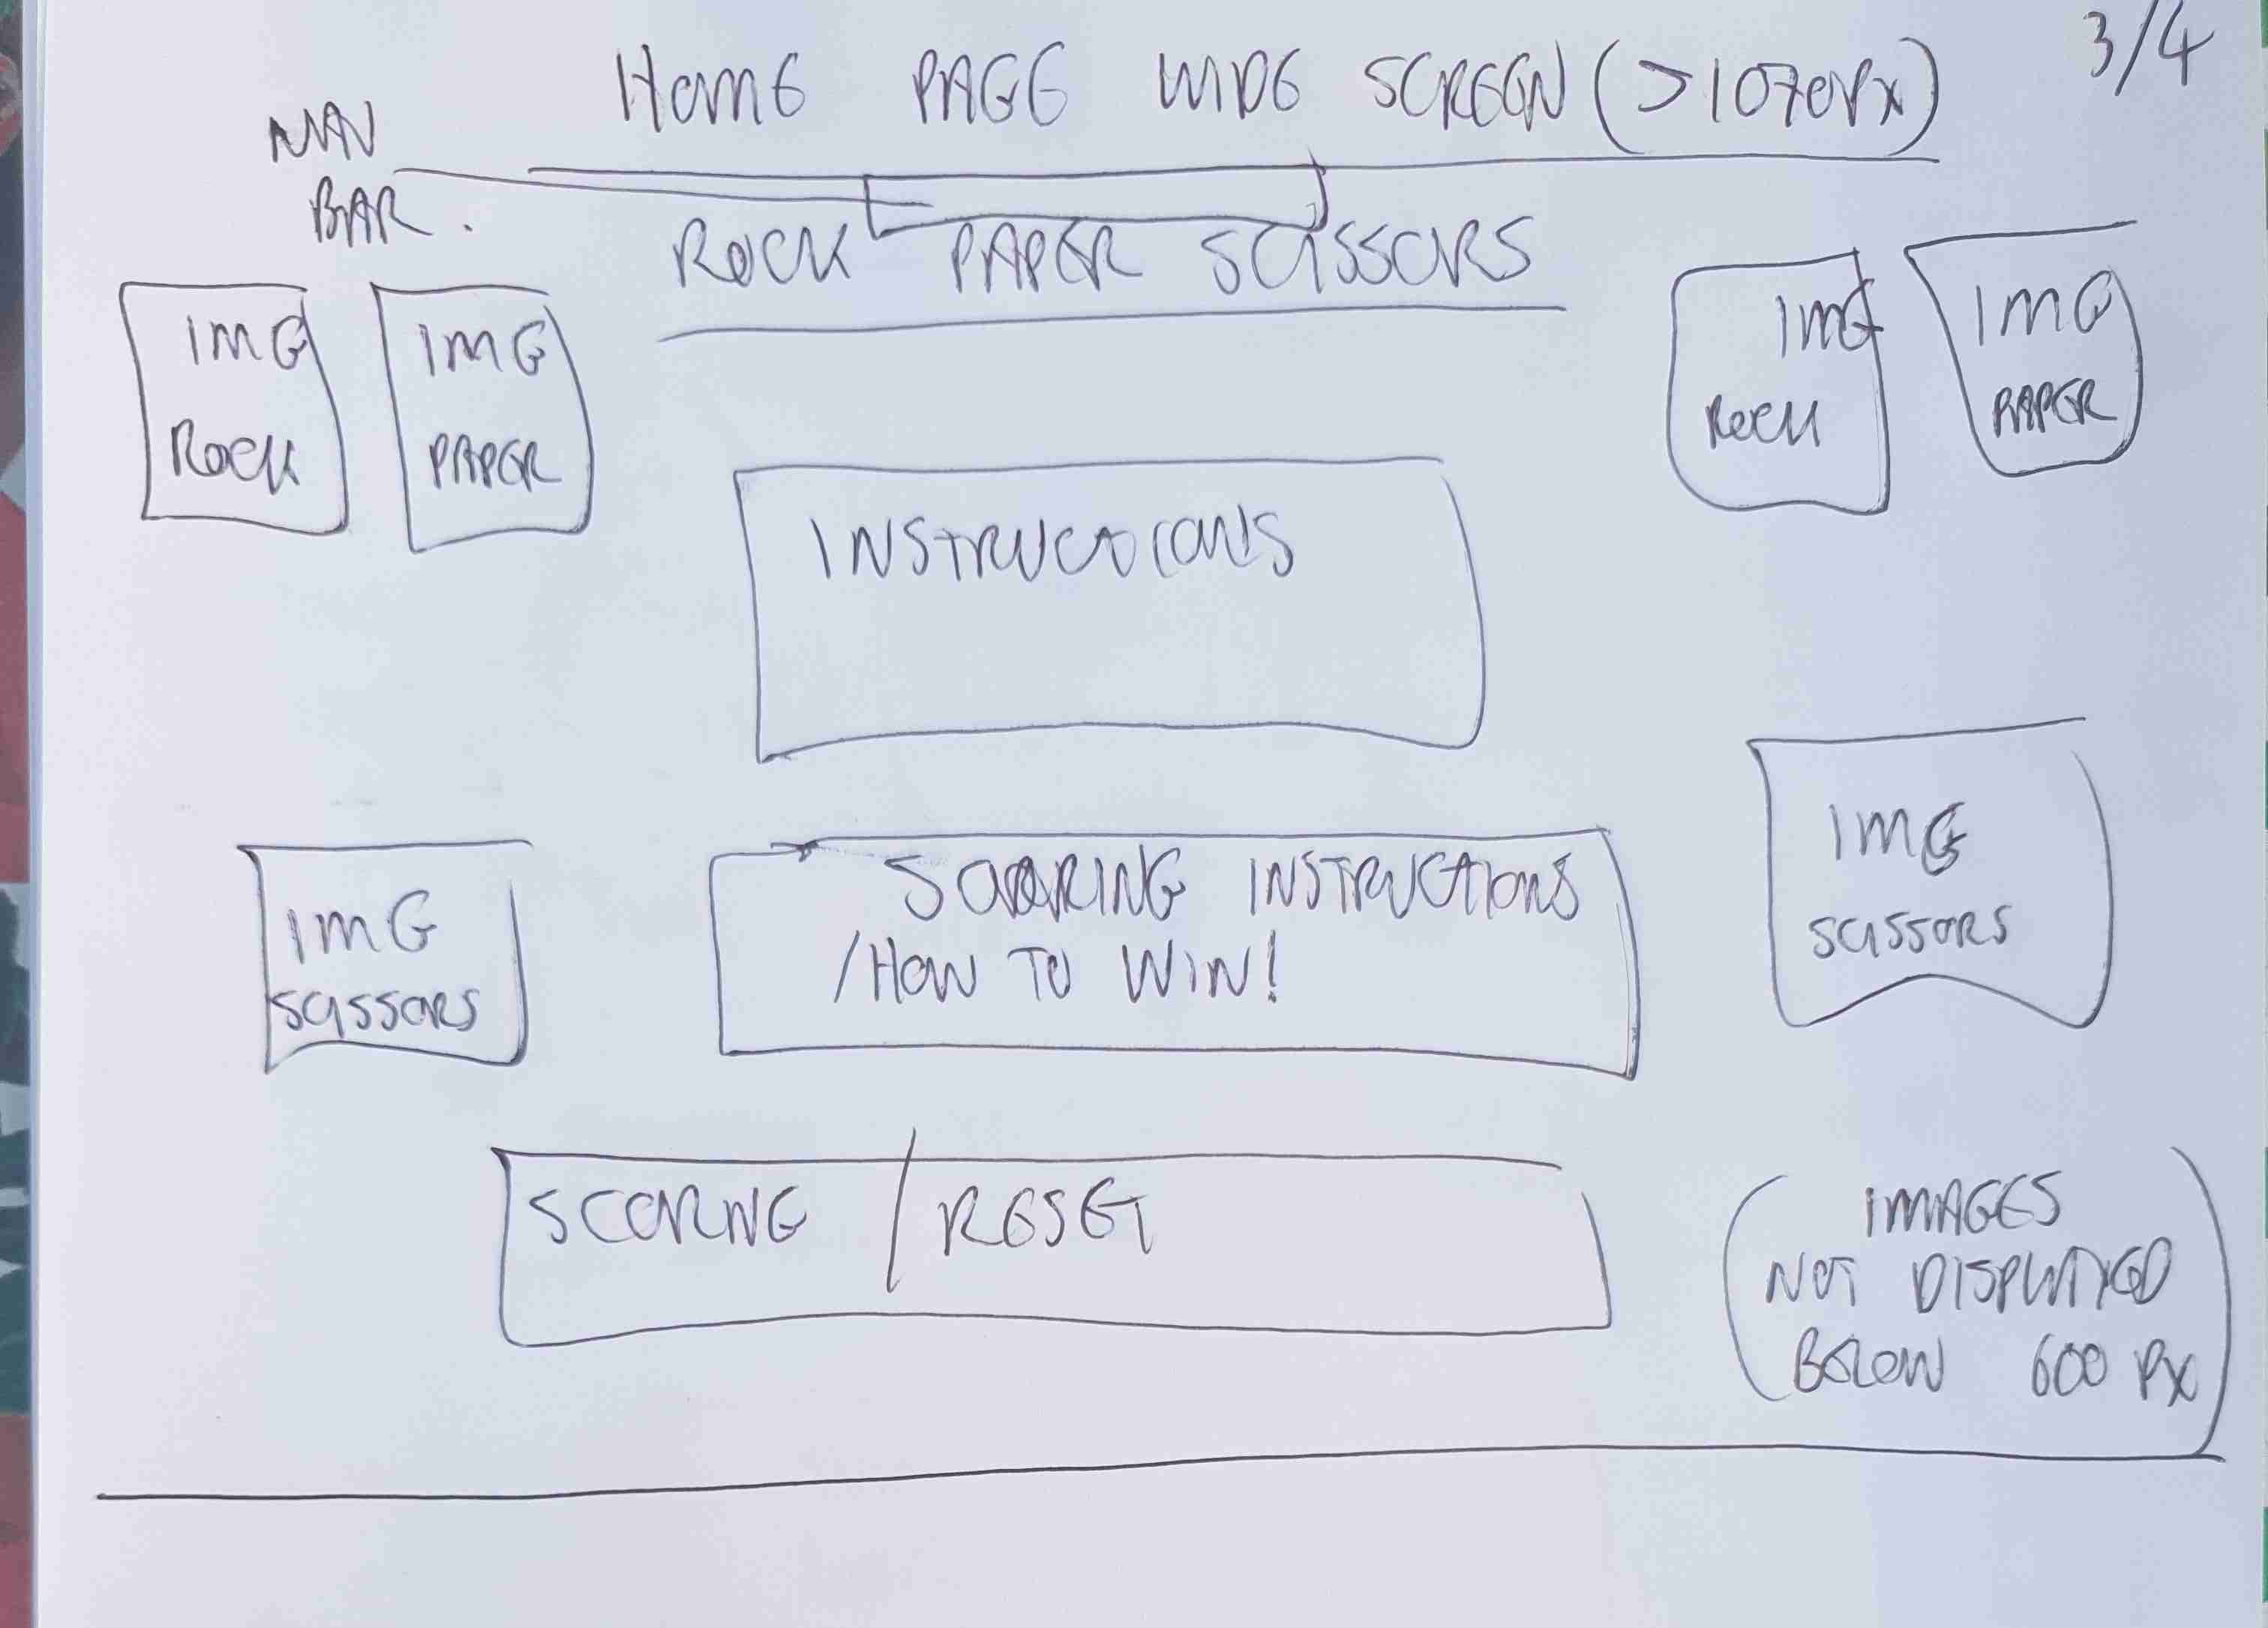 3/4
HOME PAGE WIDE SCREEN (>1070PX)
NAV
BAR.
ROCK PAPER SCISSORS
IMG
ROCK
IMG
PAPER
IMG
ROCK
IMG
PAPER
INSTRUCTIONS
IMG
SCISSORS
SCORING INSTRUCTIONS
/HOW TO WIN!
IMG
SCISSORS
SCORING / RESET
(IMAGES
NOT DISPLAYED
BELOW 600 PX)